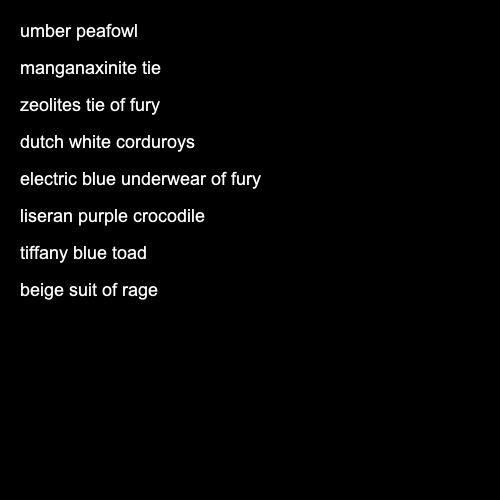 umber peafowl
manganaxinite tie
zeolites tie of fury
dutch white corduroys
electric blue underwear of fury
liseran purple crocodile
tiffany blue toad
beige suit of rage